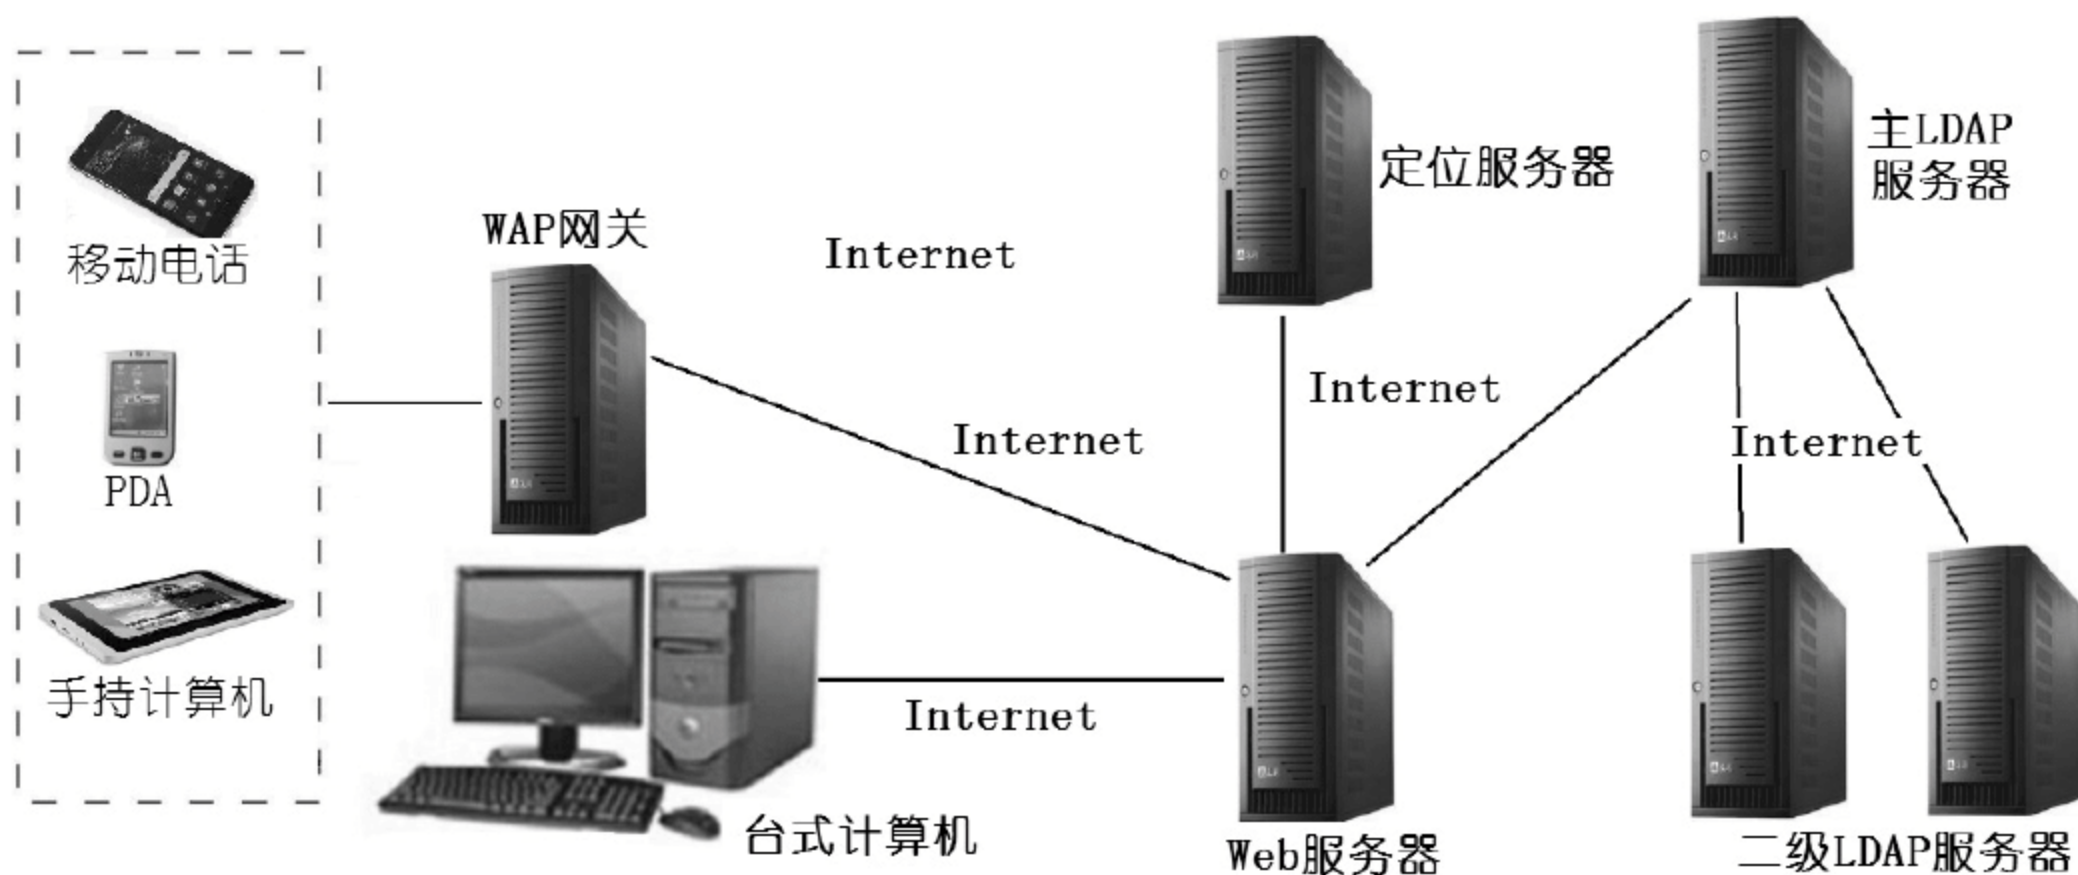 移动电话
PDA
手持计算机
WAP网关
Internet
Internet
台式计算机
Internet
定位服务器
Internet
Web服务器
主LDAP
服务器
Internet
二级LDAP服务器